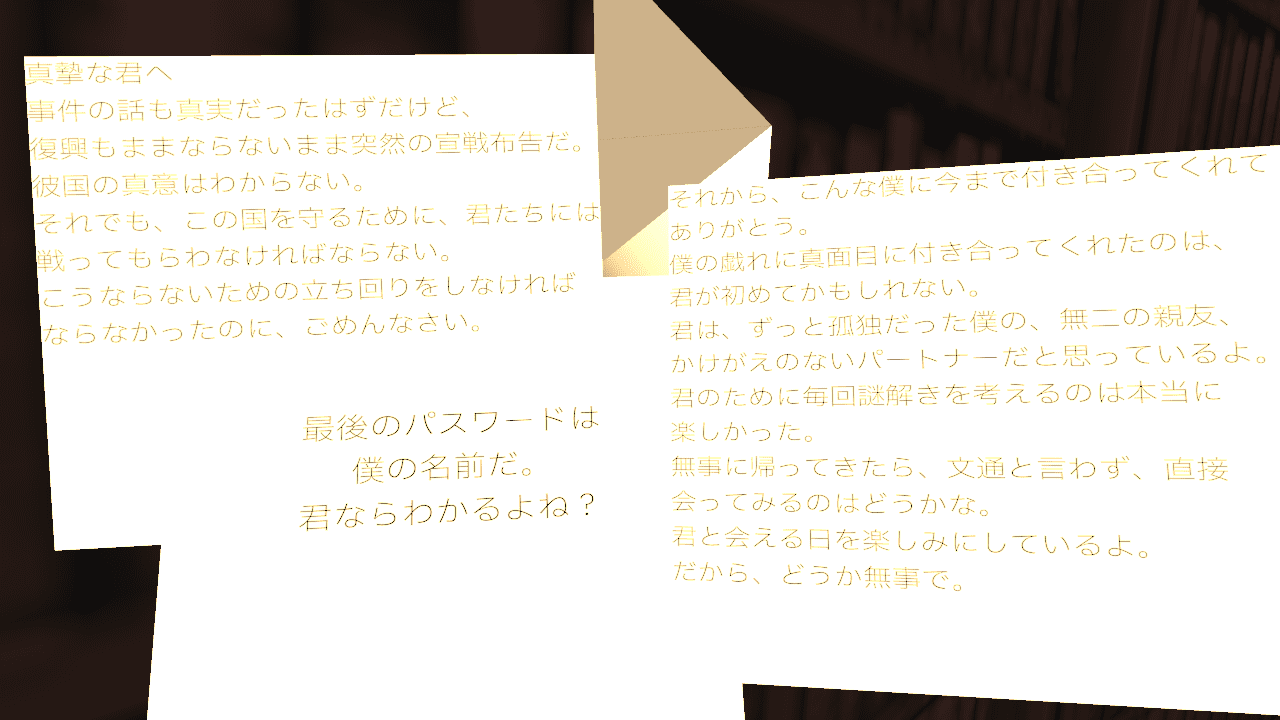 真摯な君へ
事件の話も真実だったはずだけど、
復興もままならないまま突然の宣戦布告だ。
彼国の真意はわからない。
それでも、この国を守るために、君たちには
戦ってもらわなければならない。
こうならないための立ち回りをしなければ
ならなかったのに、ごめんなさい。
最後のパスワードは
僕の名前だ。
君ならわかるよね？
それから、こんな僕に今まで付き合ってくれて
ありがとう。
僕の戯れに真面目に付き合ってくれたのは、
君が初めてかもしれない。
君は、ずっと孤独だった僕の、無二の親友、
かけがえのないパートナーだと思っているよ。
君のために毎回謎解きを考えるのは本当に
楽しかった。
無事に帰ってきたら、文通と言わず、直接
会ってみるのはどうかな。
君と会える日を楽しみにしているよ。
だから、どうか無事で。